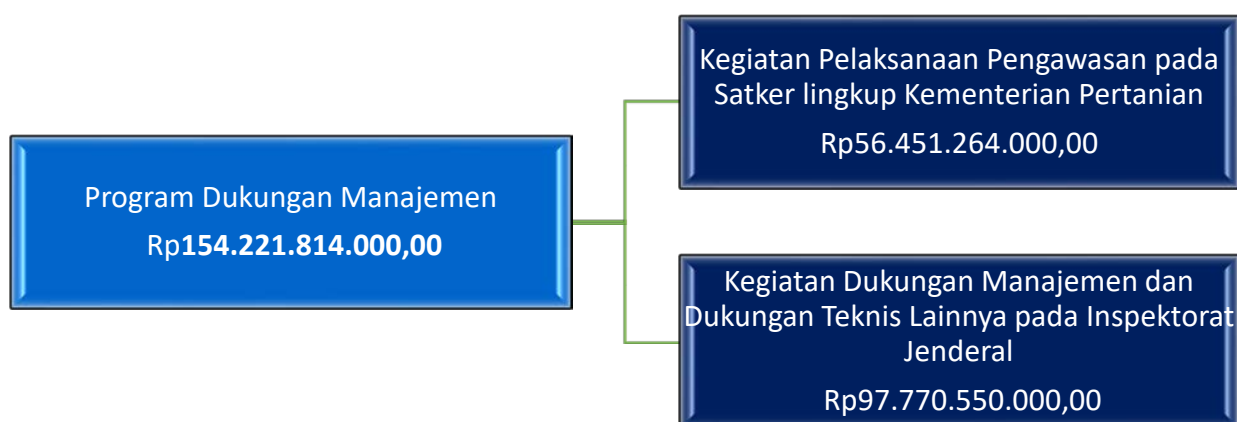 Program Dukungan Manajemen
Rp154.221.814.000,00
Kegiatan Pelaksanaan Pengawasan pada
Satker lingkup Kementerian Pertanian
Rp56.451.264.000,00
Kegiatan Dukungan Manajemen dan
Dukungan Teknis Lainnya pada Inspektorat
Jenderal
Rp97.770.550.000,00